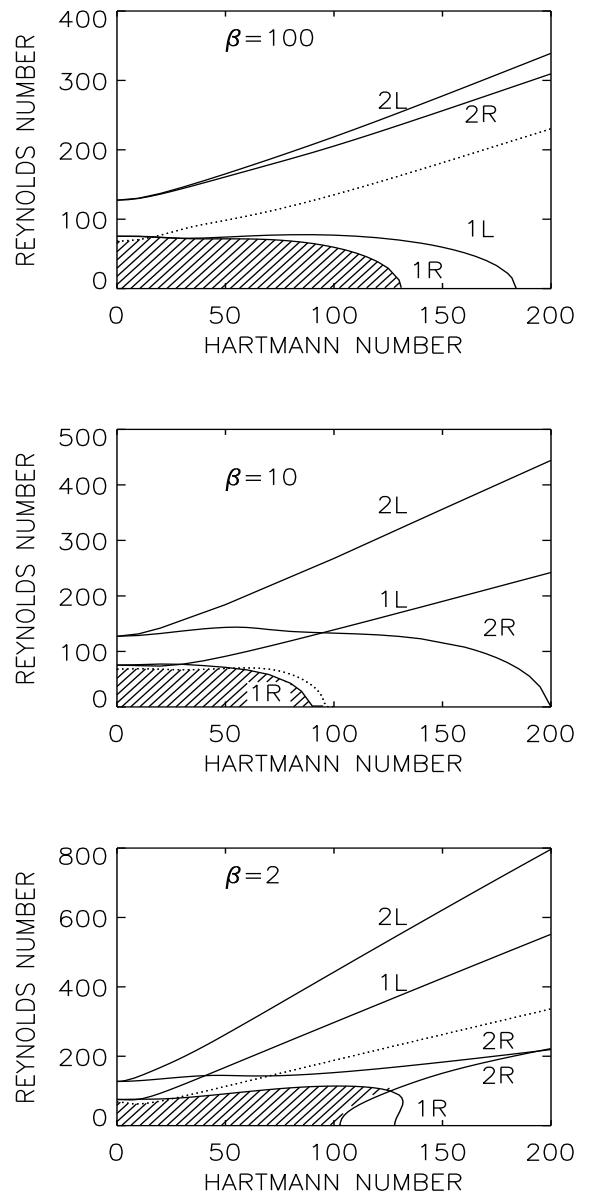 β=100
REYNOLDS NUMBER
400
300
200
100
0
2L
2R
1L
1R
0 50 100 150 200
HARTMANN NUMBER
β=10
REYNOLDS NUMBER
500
400
300
200
100
0
2L
1L
2R
1R
0 50 100 150 200
HARTMANN NUMBER
β=2
REYNOLDS NUMBER
800
600
400
200
0
2L
1L
2R
2R
1R
0 50 100 150 200
HARTMANN NUMBER